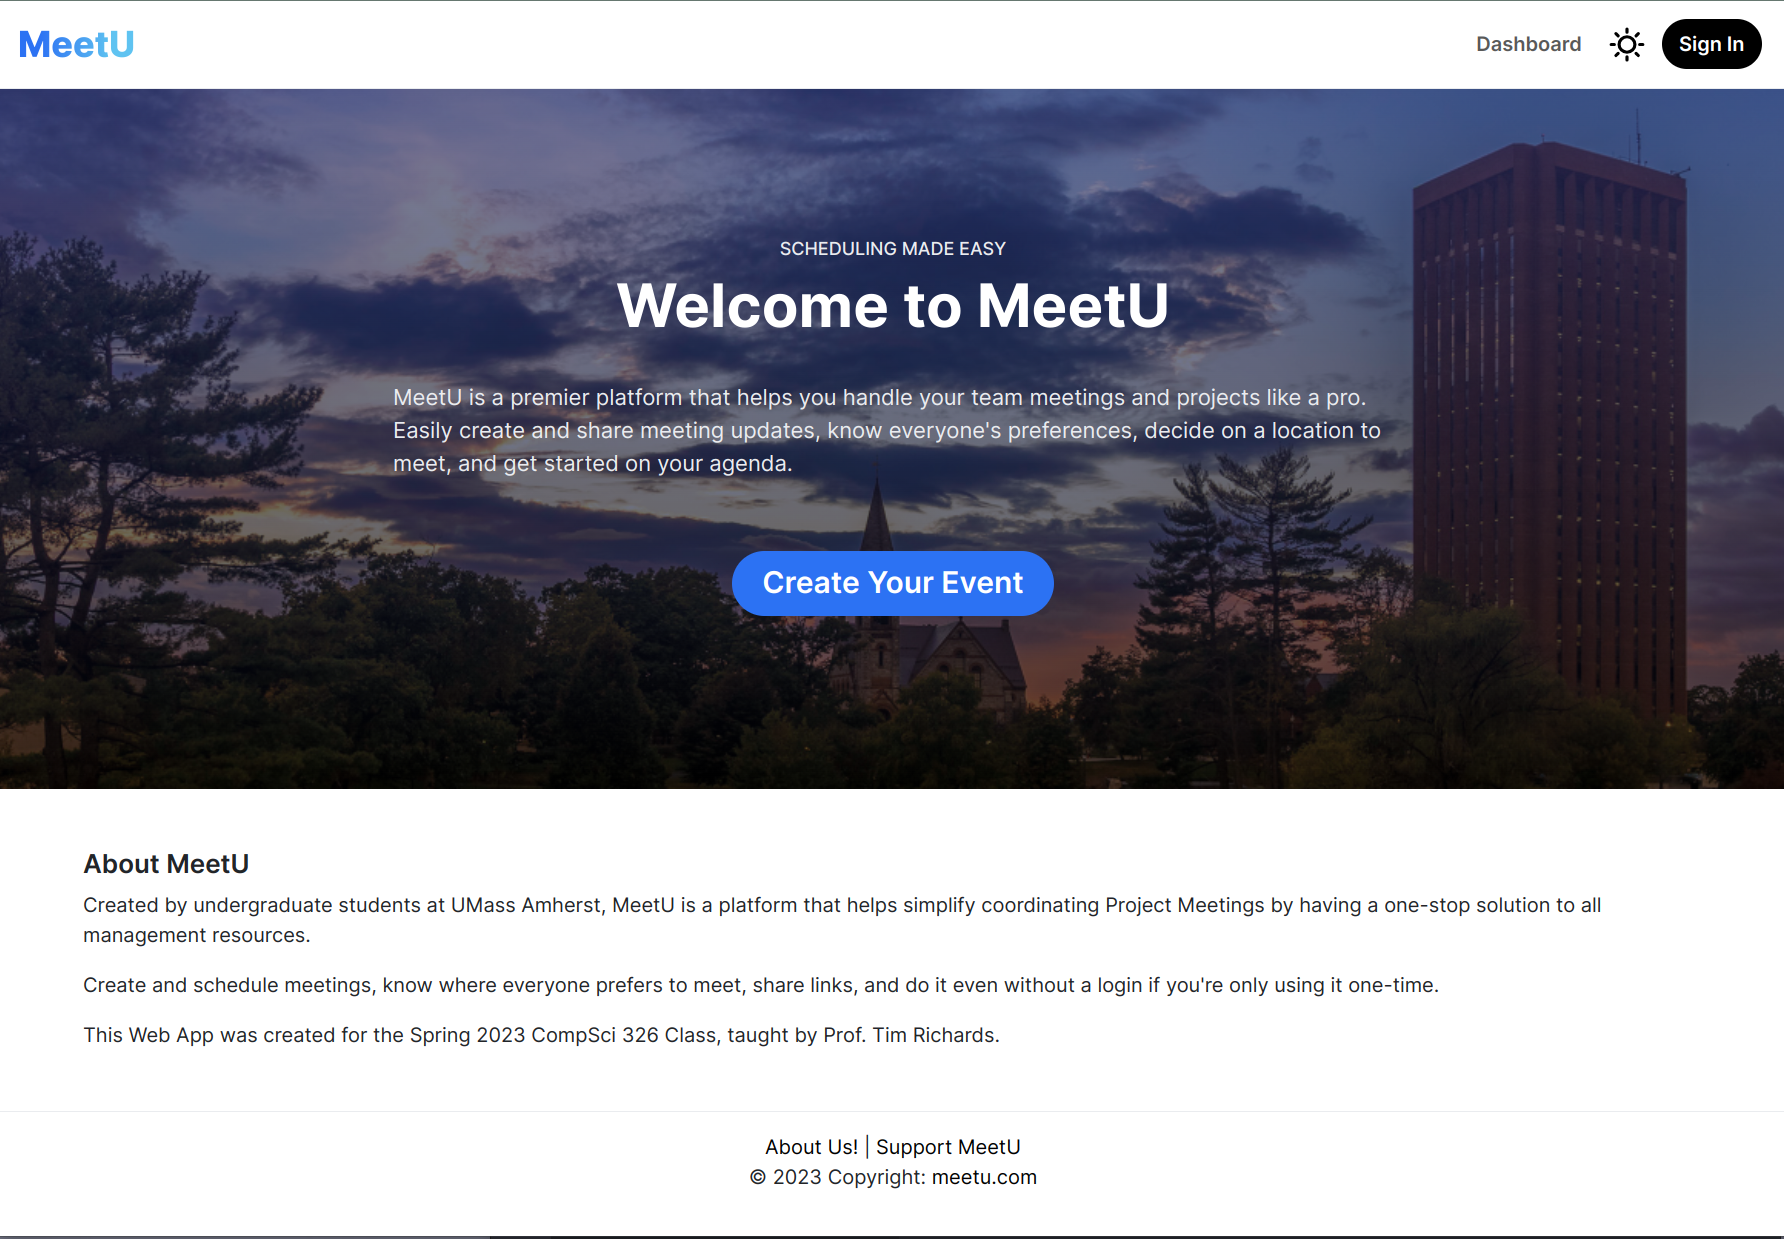 MeetU
Dashboard
Sign In
SCHEDULING MADE EASY
Welcome to MeetU
MeetU is a premier platform that helps you handle your team meetings and projects like a pro.
Easily create and share meeting updates, know everyone's preferences, decide on a location to
meet, and get started on your agenda.
Create Your Event
About MeetU
Created by undergraduate students at UMass Amherst, MeetU is a platform that helps simplify coordinating Project Meetings by having a one-stop solution to all
management resources.
Create and schedule meetings, know where everyone prefers to meet, share links, and do it even without a login if you're only using it one-time.
This Web App was created for the Spring 2023 CompSci 326 Class, taught by Prof. Tim Richards.
About Us! | Support MeetU
© 2023 Copyright: meetu.com